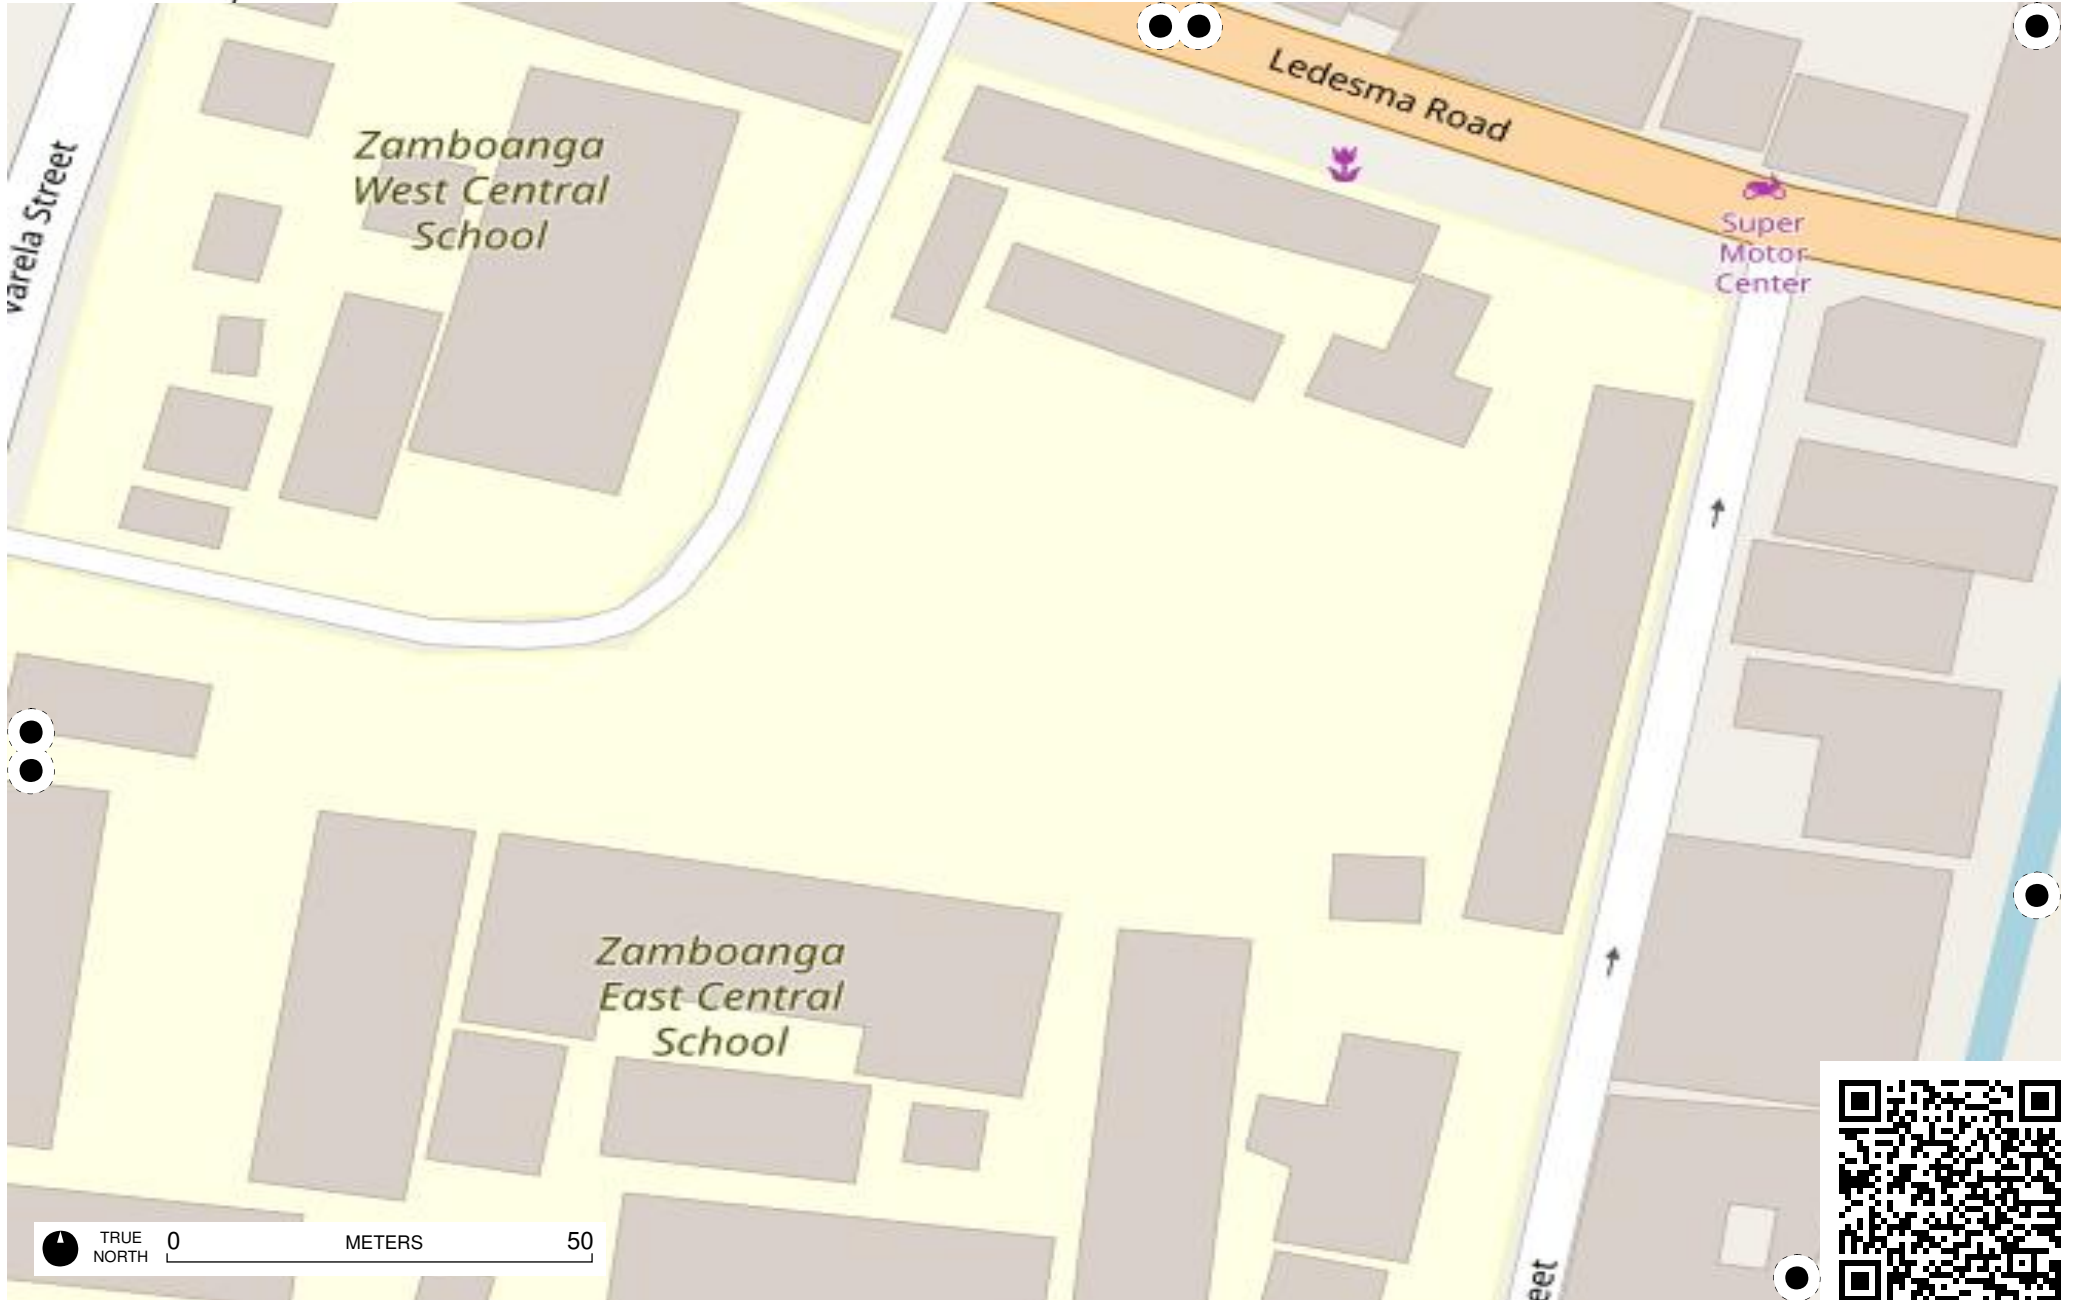 Ledesma Road
Zamboanga
West Central
School
Varela Street
Super
Motor
Center
Zamboanga
East Central
School
TRUE
NORTH
0
METERS
50
eet